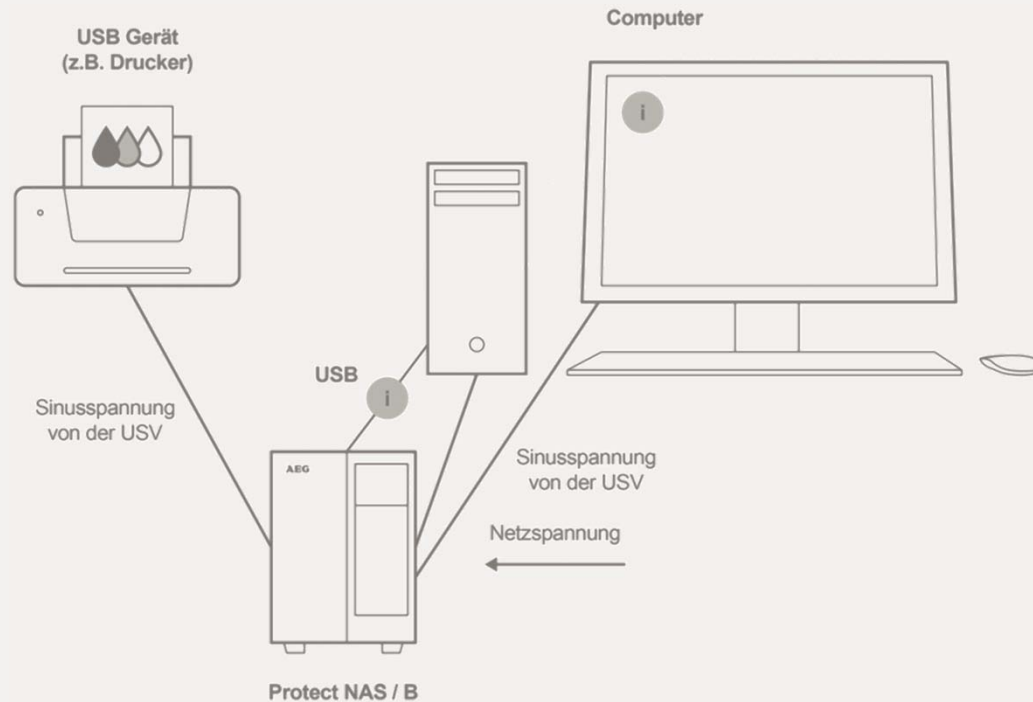 Computer
USB Gerät
(z.B. Drucker)
i
USB
i
Sinusspannung
von der USV
Sinusspannung
von der USV
AEG
Netzspannung
Protect NAS / B